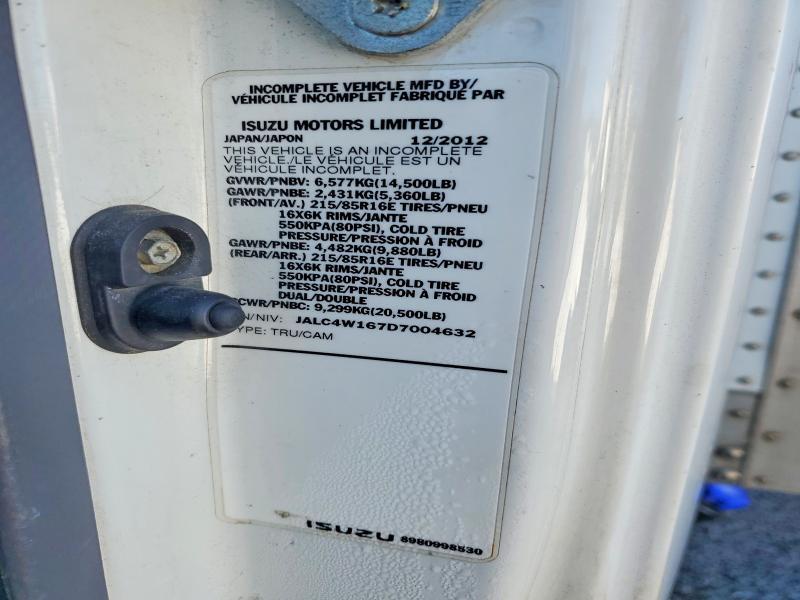 INCOMPLETE VEHICLE MFD BY/
VÉHICULE INCOMPLET FABRIQUÉ PAR
ISUZU MOTORS LIMITED
JAPAN/JAPON 12/2012
THIS VEHICLE IS AN INCOMPLETE
VEHICLE./LE VÉHICULE EST UN
VÉHICULE INCOMPLET.
GVWR/PNBV: 6,577KG(14,500LB)
GAWR/PNBE: 2,431KG(5,360LB)
(FRONT/AV.) 215/85R16E TIRES/PNEU
16X6K RIMS/JANTE
550KPA(80PSI), COLD TIRE
PRESSURE/PRESSION À FROID
GAWR/PNBE: 4,482KG(9,880LB)
(REAR/ARR.) 215/85R16E TIRES/PNEU
16X6K RIMS/JANTE
550KPA(80PSI), COLD TIRE
PRESSURE/PRESSION À FROID
DUAL/DOUBLE
CWR/PNBC: 9,299KG(20,500LB)
N/NIV: JALC4W167D7004632
YPE: TRU/CAM
ISUZU 8980998530